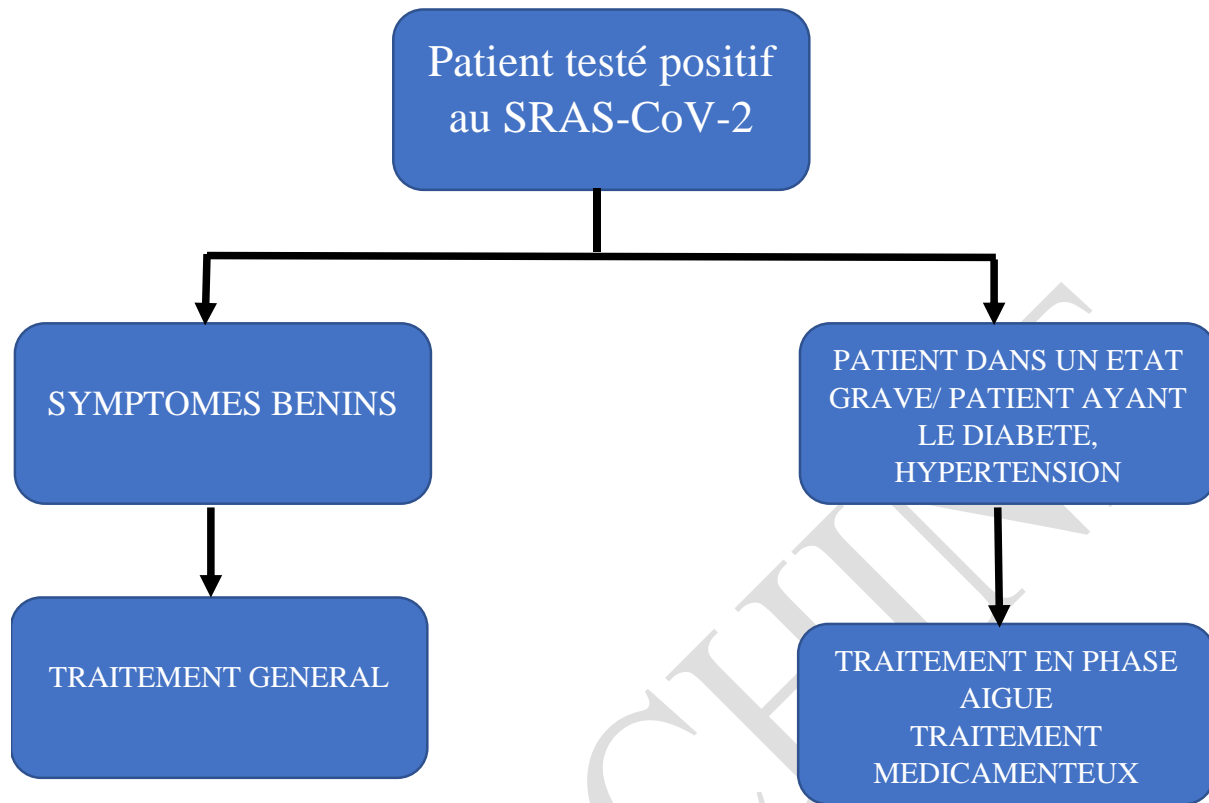 Patient testé positif
au SRAS-CoV-2
SYMPTOMES BENINS
PATIENT DANS UN ETAT
GRAVE/ PATIENT AYANT
LE DIABETE,
HYPERTENSION
TRAITEMENT GENERAL
TRAITEMENT EN PHASE
AIGUE
TRAITEMENT
MEDICAMENTEUX